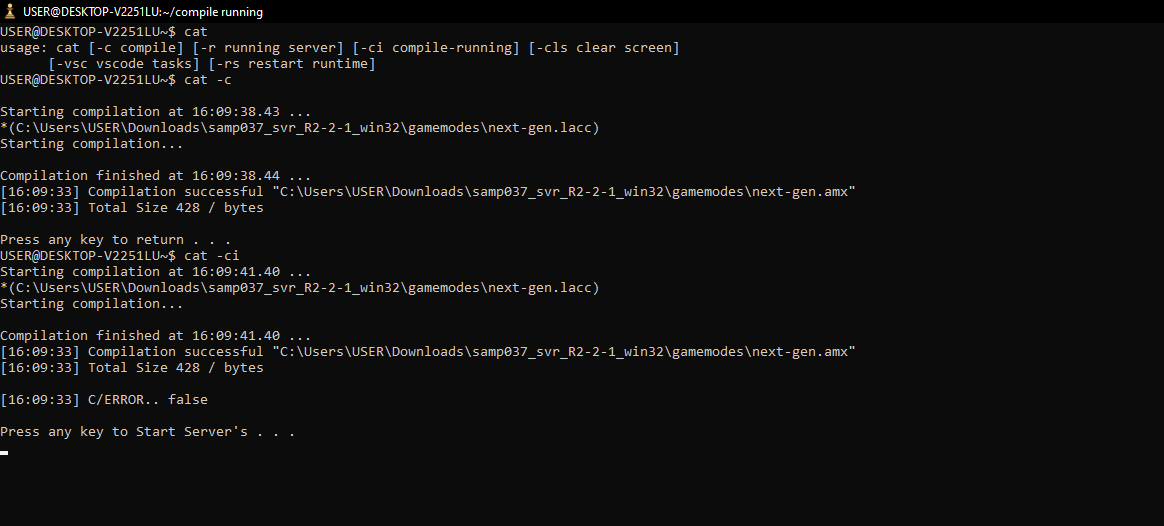 USER@DESKTOP-V2251LU:~/compile running
USER@DESKTOP-V2251LU~$ cat
usage: cat [-c compile] [-r running server] [-ci compile-running] [-cls clear screen]
[-vsc vscode tasks] [-rs restart runtime]
USER@DESKTOP-V2251LU~$ cat -c
Starting compilation at 16:09:38.43 ...
*(C:\Users\USER\Downloads\samp037_svr_R2-2-1_win32\gamemodes\next-gen.lacc)
Starting compilation...
Compilation finished at 16:09:38.44 ...
[16:09:33] Compilation successful "C:\Users\USER\Downloads\samp037_svr_R2-2-1_win32\gamemodes\next-gen.amx"
[16:09:33] Total Size 428 / bytes
Press any key to return . . .
USER@DESKTOP-V2251LU~$ cat -ci
Starting compilation at 16:09:41.40 ...
*(C:\Users\USER\Downloads\samp037_svr_R2-2-1_win32\gamemodes\next-gen.lacc)
Starting compilation...
Compilation finished at 16:09:41.40 ...
[16:09:33] Compilation successful "C:\Users\USER\Downloads\samp037_svr_R2-2-1_win32\gamemodes\next-gen.amx"
[16:09:33] Total Size 428 / bytes
[16:09:33] C/ERROR.. false
Press any key to Start Server's . . .